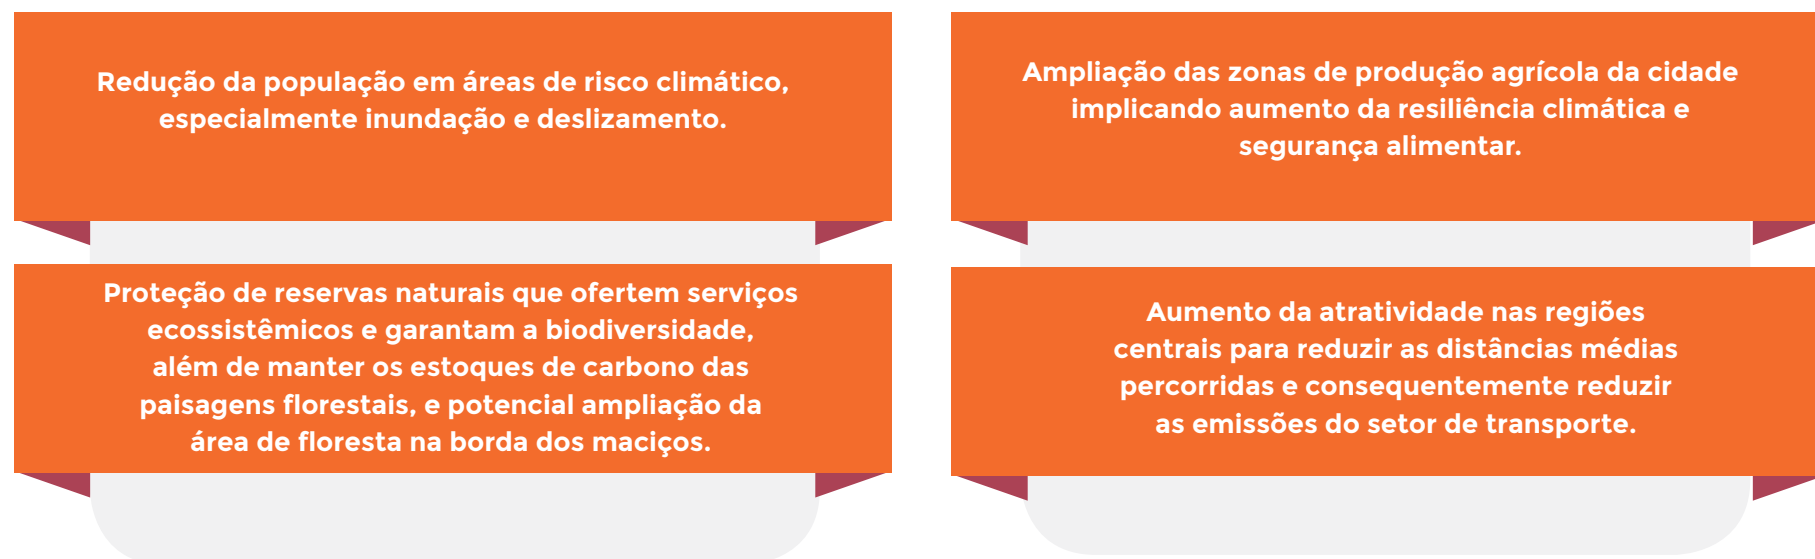 Redução da população em áreas de risco climático,
especialmente inundação e deslizamento.
Ampliação das zonas de produção agrícola da cidade
implicando aumento da resiliência climática e
segurança alimentar.
Proteção de reservas naturais que ofertem serviços
ecossistêmicos e garantam a biodiversidade,
além de manter os estoques de carbono das
paisagens florestais, e potencial ampliação da
área de floresta na borda dos maciços.
Aumento da atratividade nas regiões
centrais para reduzir as distâncias médias
percorridas e consequentemente reduzir
as emissões do setor de transporte.